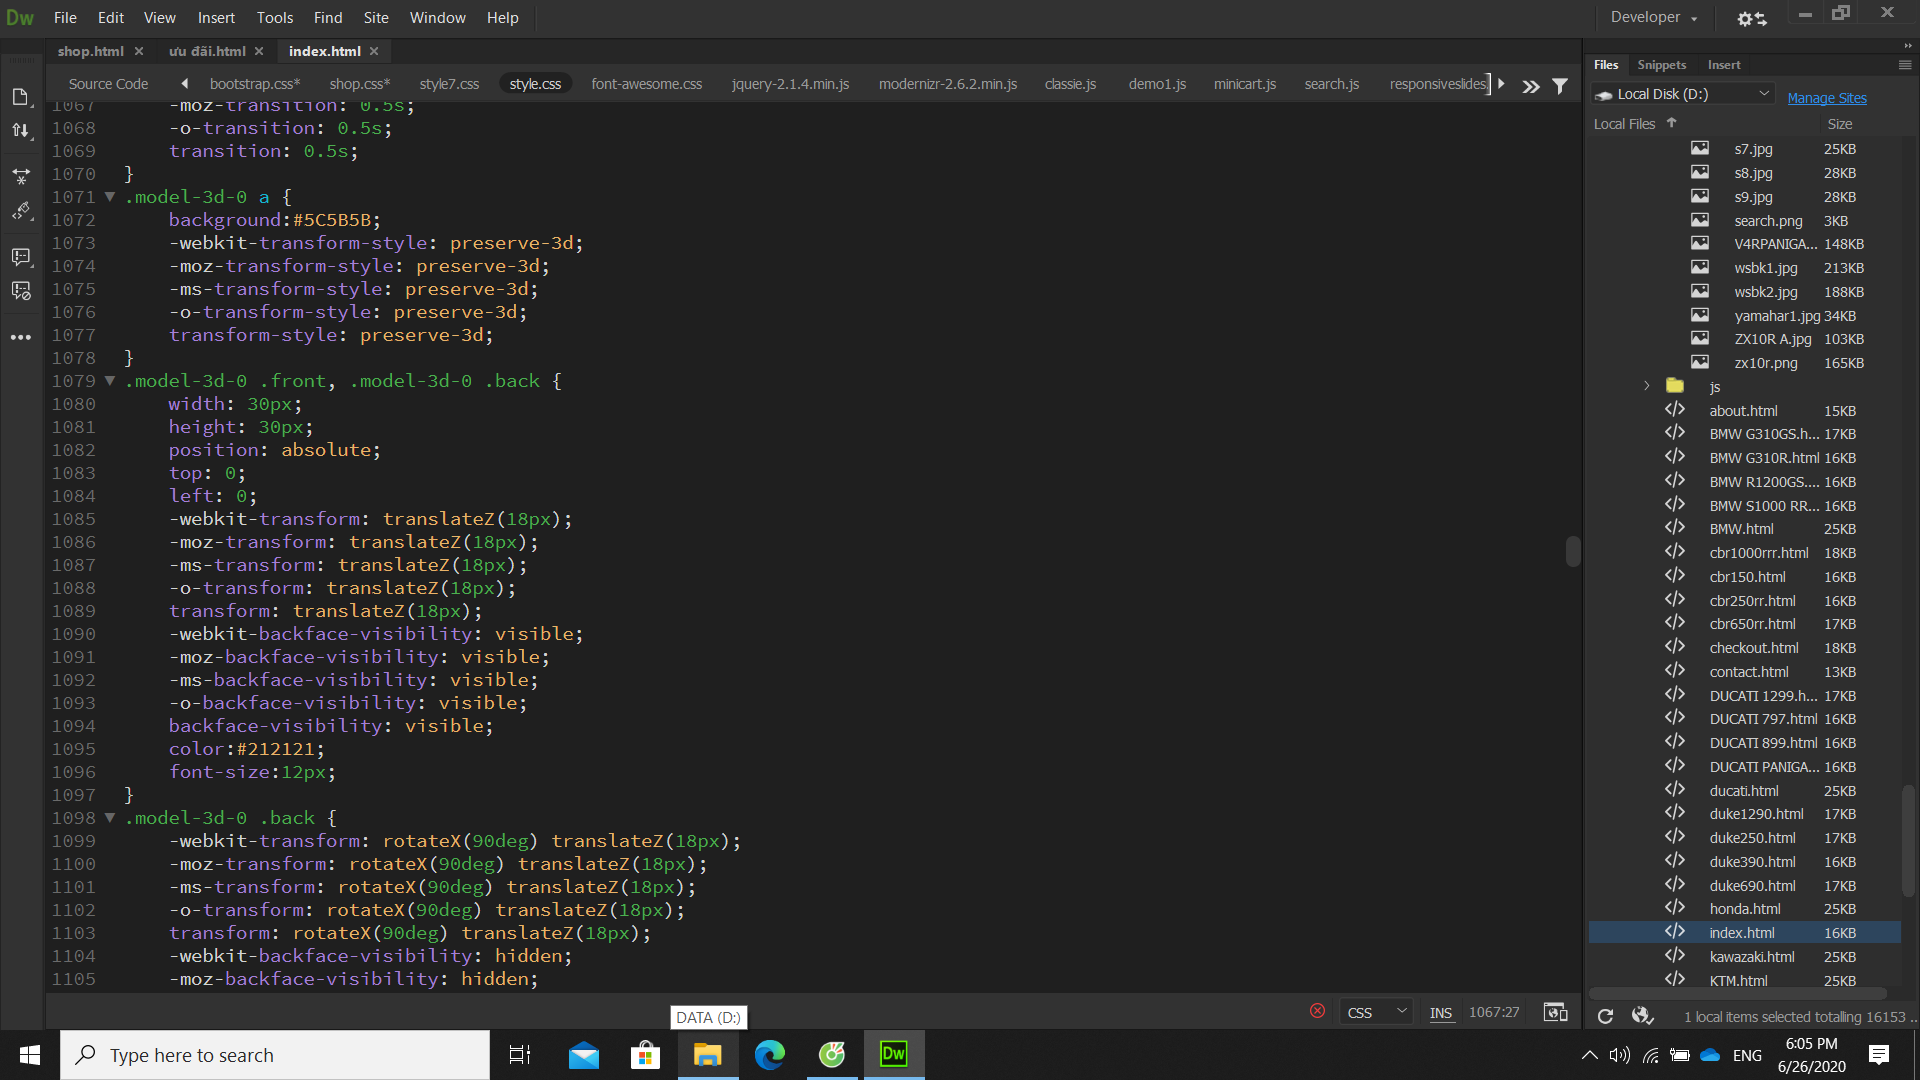 Dw File Edit View Insert Tools Find Site Window Help Developer
shop.html ưu đãi.html index.html
Source Code bootstrap.css* shop.css* style7.css style.css font-awesome.css jquery-2.1.4.min.js modernizr-2.6.2.min.js classie.js demo1.js minicart.js search.js responsiveslides
1067 -moz-transition: 0.5s;
1068 -o-transition: 0.5s;
1069 transition: 0.5s;
1070 }
1071 .model-3d-0 a {
1072 background:#5C5B5B;
1073 -webkit-transform-style: preserve-3d;
1074 -moz-transform-style: preserve-3d;
1075 -ms-transform-style: preserve-3d;
1076 -o-transform-style: preserve-3d;
1077 transform-style: preserve-3d;
1078 }
1079 .model-3d-0 .front, .model-3d-0 .back {
1080 width: 30px;
1081 height: 30px;
1082 position: absolute;
1083 top: 0;
1084 left: 0;
1085 -webkit-transform: translateZ(18px);
1086 -moz-transform: translateZ(18px);
1087 -ms-transform: translateZ(18px);
1088 -o-transform: translateZ(18px);
1089 transform: translateZ(18px);
1090 -webkit-backface-visibility: visible;
1091 -moz-backface-visibility: visible;
1092 -ms-backface-visibility: visible;
1093 -o-backface-visibility: visible;
1094 backface-visibility: visible;
1095 color:#212121;
1096 font-size:12px;
1097 }
1098 .model-3d-0 .back {
1099 -webkit-transform: rotateX(90deg) translateZ(18px);
1100 -moz-transform: rotateX(90deg) translateZ(18px);
1101 -ms-transform: rotateX(90deg) translateZ(18px);
1102 -o-transform: rotateX(90deg) translateZ(18px);
1103 transform: rotateX(90deg) translateZ(18px);
1104 -webkit-backface-visibility: hidden;
1105 -moz-backface-visibility: hidden;
CSS INS 1067:27
Files Snippets Insert
Local Disk (D:) Manage Sites
Local Files Size
s7.jpg 25KB
s8.jpg 28KB
s9.jpg 28KB
search.png 3KB
V4RPANIGA... 148KB
wsbk1.jpg 213KB
wsbk2.jpg 188KB
yamahar1.jpg 34KB
ZX10R A.jpg 103KB
zx10r.png 165KB
js
about.html 15KB
BMW G310GS.h... 17KB
BMW G310R.html 16KB
BMW R1200GS.... 16KB
BMW S1000 RR... 16KB
BMW.html 25KB
cbr1000rrr.html 18KB
cbr150.html 16KB
cbr250rr.html 16KB
cbr650rr.html 17KB
checkout.html 18KB
contact.html 13KB
DUCATI 1299.h... 17KB
DUCATI 797.html 16KB
DUCATI 899.html 16KB
DUCATI PANIGA... 16KB
ducati.html 25KB
duke1290.html 17KB
duke250.html 17KB
duke390.html 16KB
duke690.html 17KB
honda.html 25KB
index.html 16KB
kawazaki.html 25KB
KTM.html 25KB
1 local items selected totalling 16153 ..
DATA (D:)
Type here to search
Dw
ENG
6:05 PM
6/26/2020